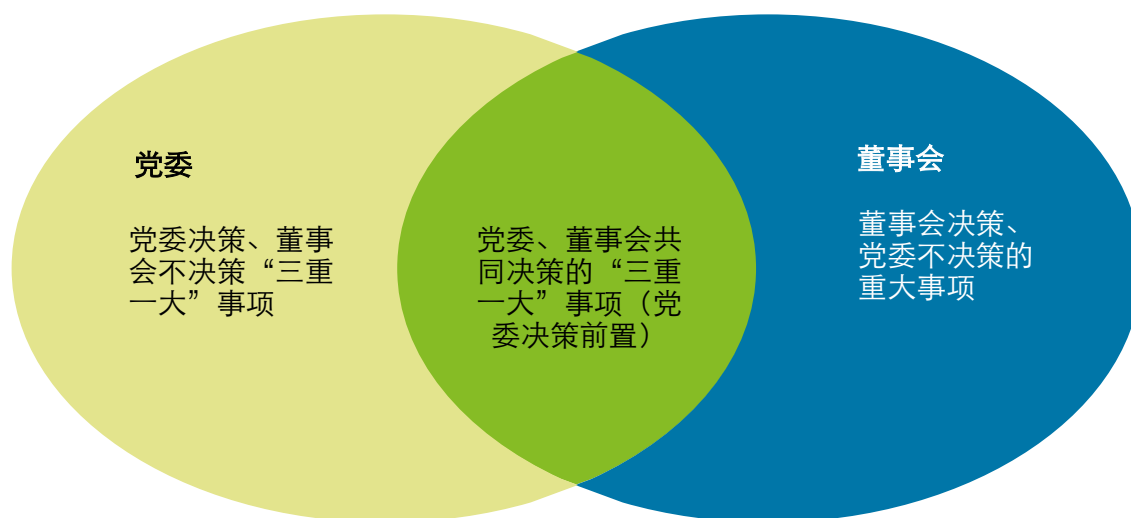 党委
党委决策、董事
会不决策“三重
一大”事项
党委、董事会共
同决策的“三重
一大”事项（党
委决策前置）
董事会
董事会决策、
党委不决策的
重大事项